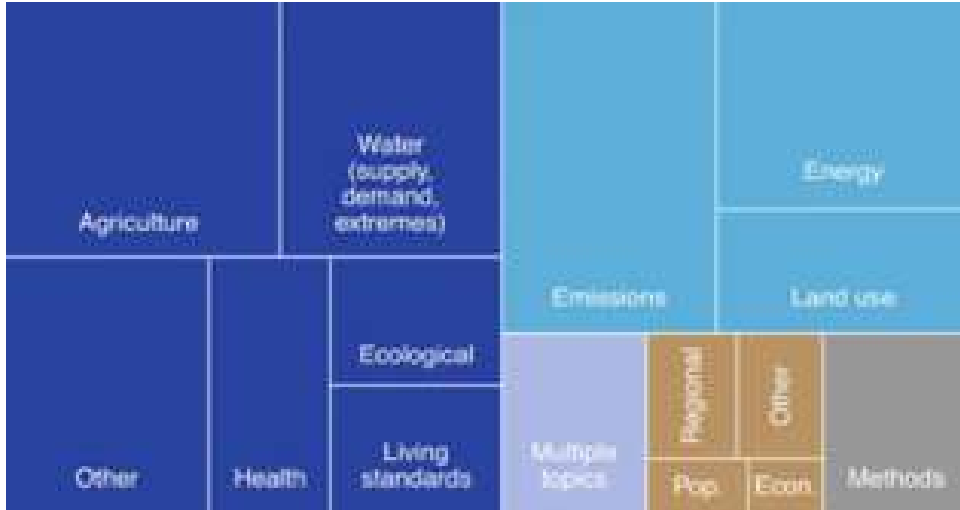 Agriculture
Water
(supply,
demand,
extremes)
Emissions
Energy
Land use
Other
Health
Ecological
Living
standards
Multiple
topics
Regional
Other
Pop.
Econ.
Methods